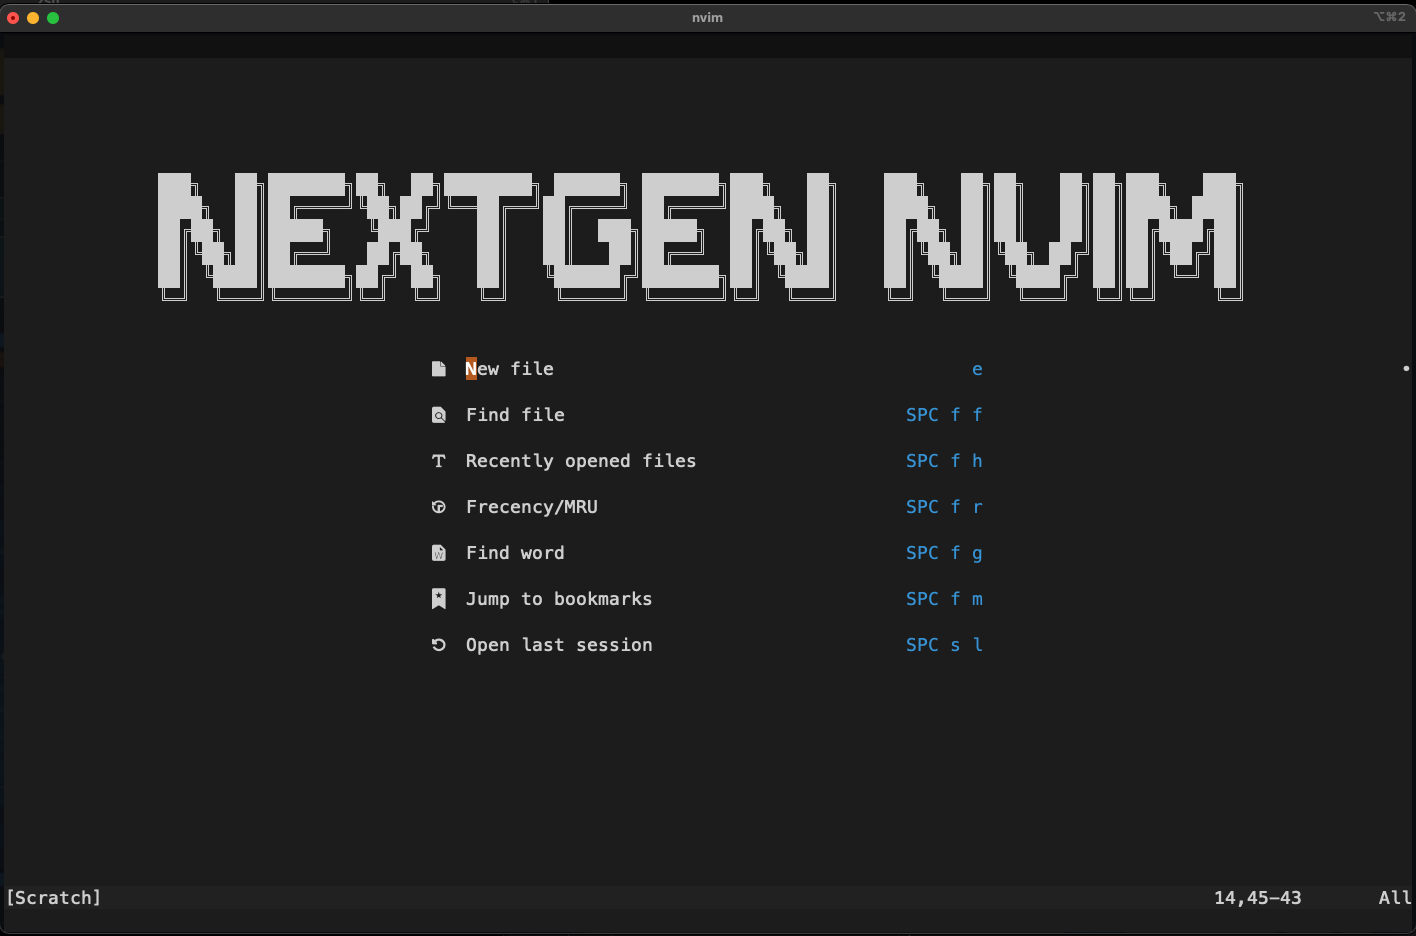 nvim ⌥⌘2
NEXTGEN NVIM
New file e
Find file SPC f f
Recently opened files SPC f h
Frecency/MRU SPC f r
Find word SPC f g
Jump to bookmarks SPC f m
Open last session SPC s l
[Scratch] 14,45-43 All